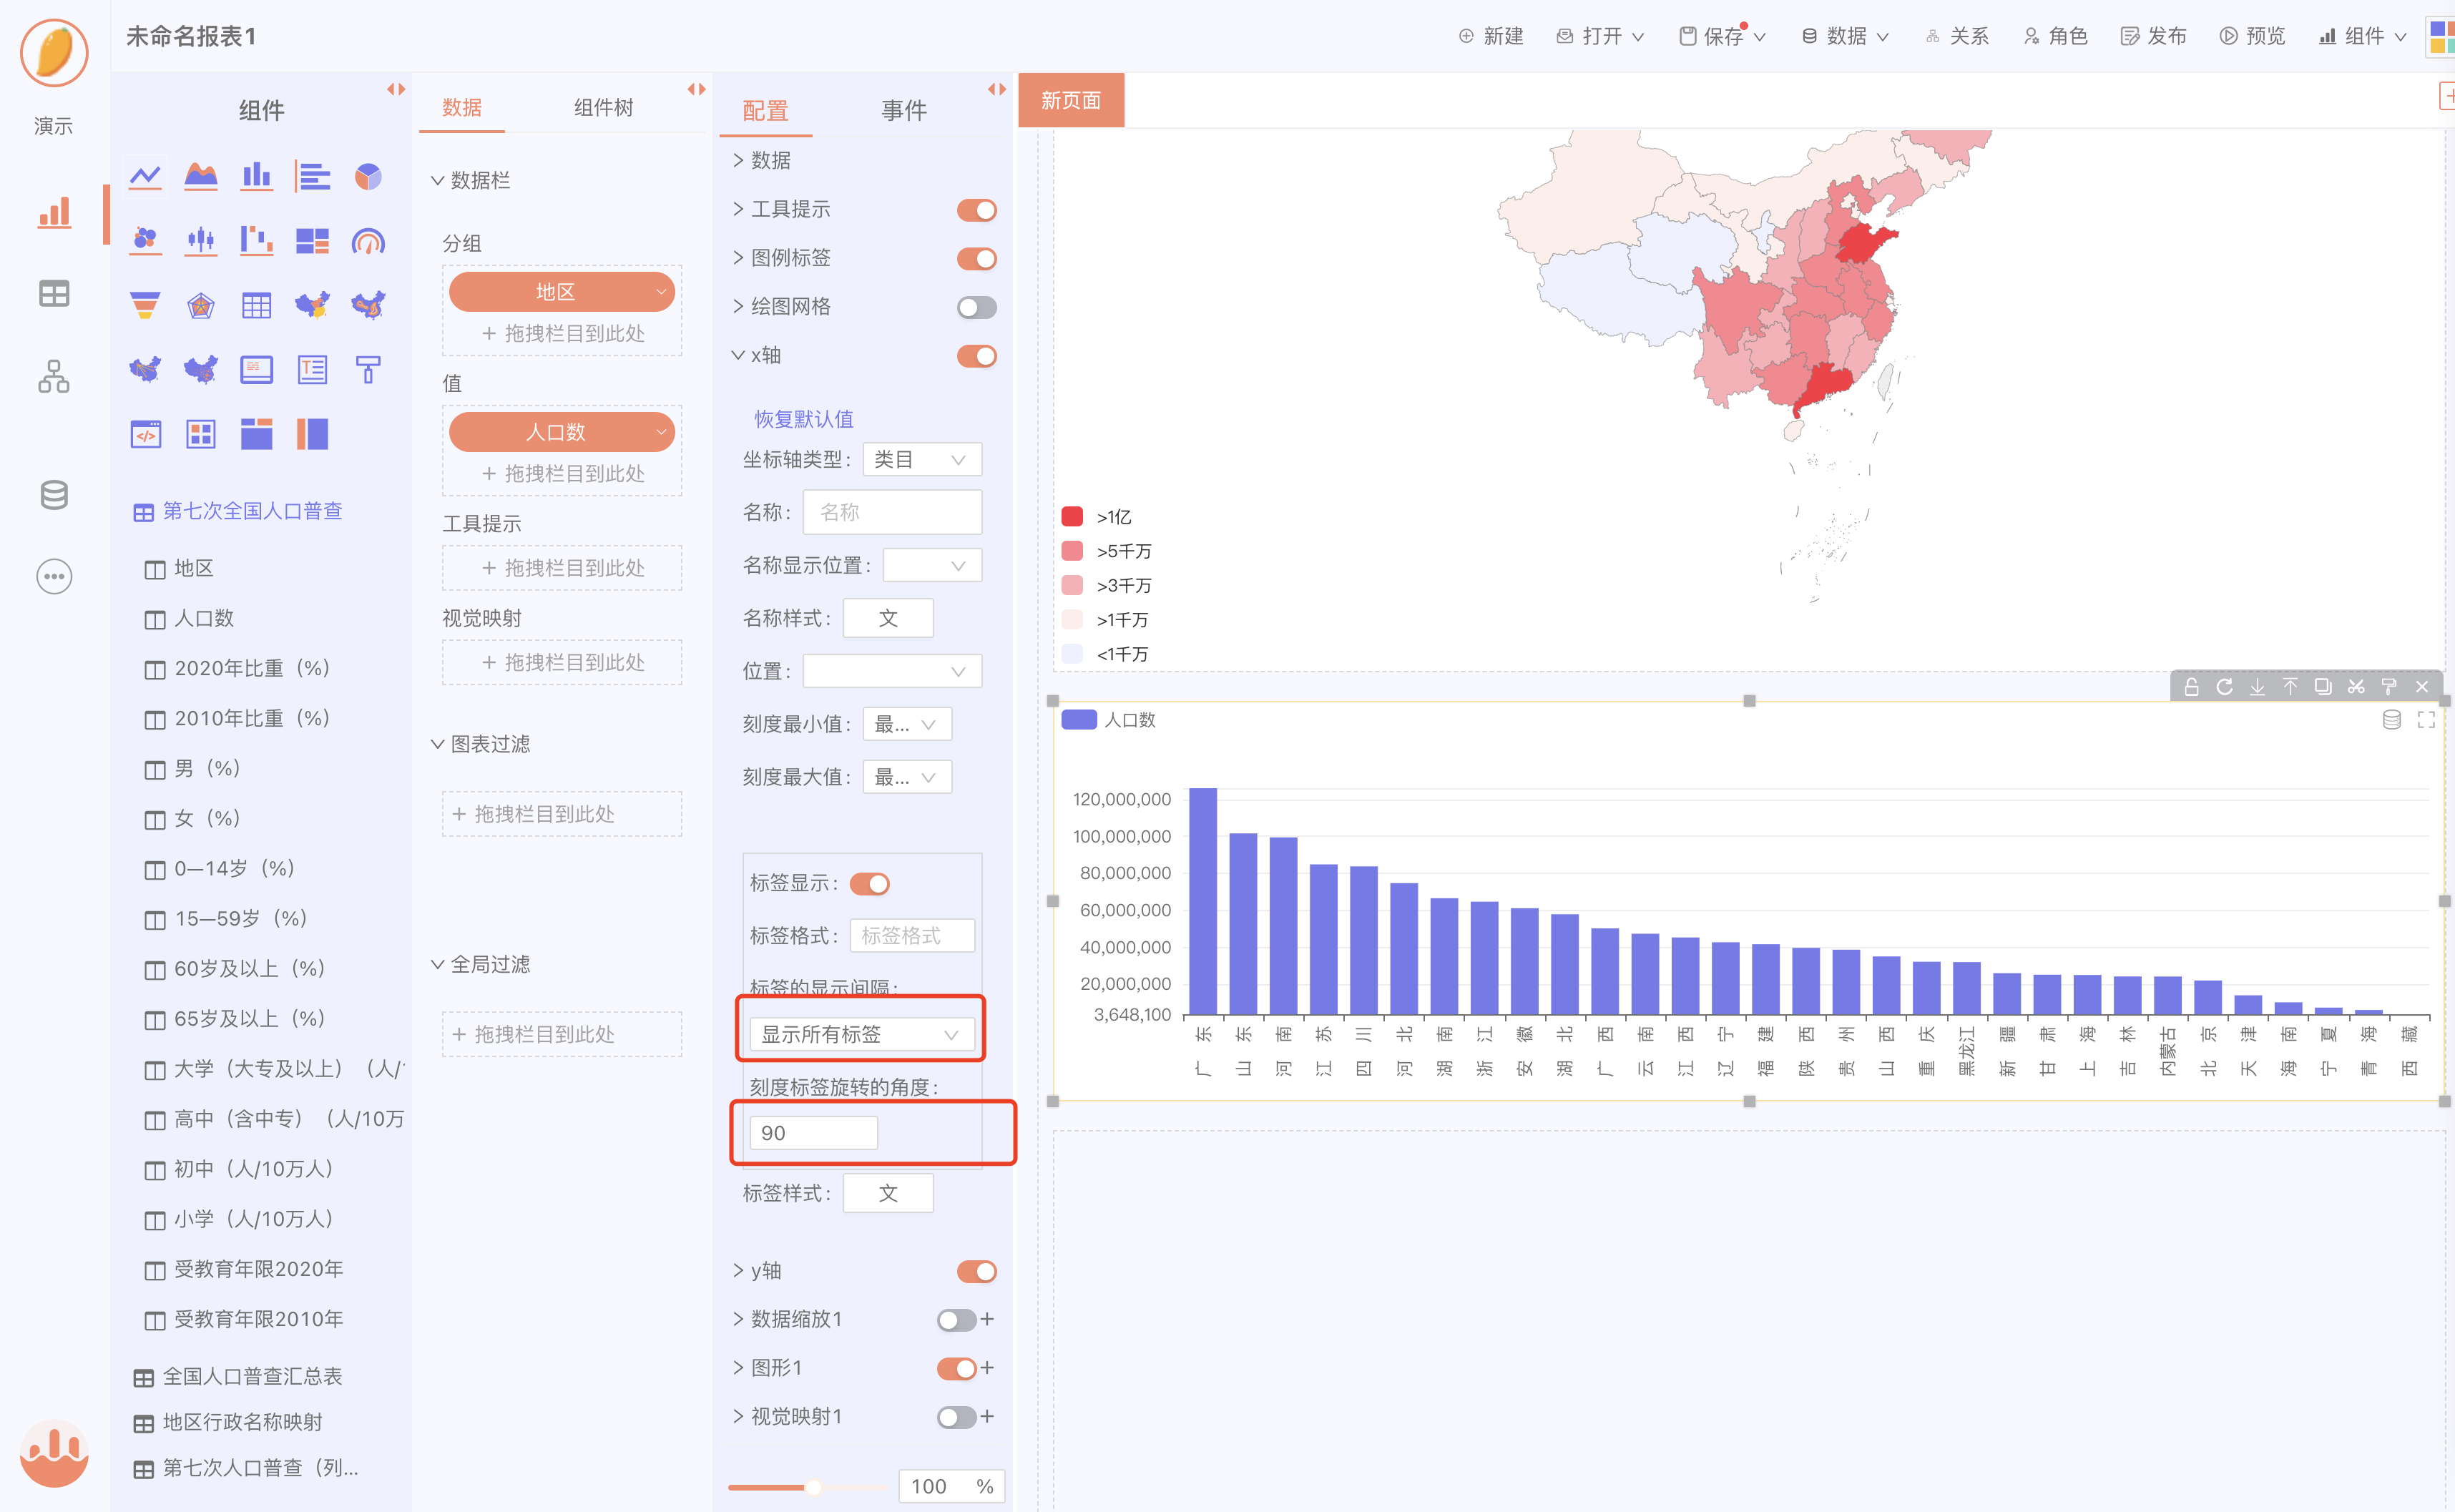 未命名报表1
新建
打开
保存
数据
关系
角色
发布
预览
组件
演示
组件
第七次全国人口普查
地区
人口数
2020年比重（%）
2010年比重（%）
男（%）
女（%）
0—14岁（%）
15—59岁（%）
60岁及以上（%）
65岁及以上（%）
大学（大专及以上）（人/
高中（含中专）（人/10万
初中（人/10万人）
小学（人/10万人）
受教育年限2020年
受教育年限2010年
全国人口普查汇总表
地区行政名称映射
第七次人口普查（列...
数据
组件树
数据栏
分组
地区
+ 拖拽栏目到此处
值
人口数
+ 拖拽栏目到此处
工具提示
+ 拖拽栏目到此处
视觉映射
+ 拖拽栏目到此处
图表过滤
+ 拖拽栏目到此处
全局过滤
+ 拖拽栏目到此处
配置
事件
数据
工具提示
图例标签
绘图网格
x轴
恢复默认值
坐标轴类型: 类目
名称: 名称
名称显示位置:
名称样式: 文
位置:
刻度最小值: 最...
刻度最大值: 最...
标签显示:
标签格式: 标签格式
标签的显示间隔:
显示所有标签
刻度标签旋转的角度:
90
标签样式: 文
y轴
数据缩放1 +
图形1 +
视觉映射1 +
100 %
新页面
>1亿
>5千万
>3千万
>1千万
<1千万
人口数
120,000,000
100,000,000
80,000,000
60,000,000
40,000,000
20,000,000
3,648,100
广东
山东
河南
江苏
四川
河北
湖南
浙江
安徽
湖北
广西
云南
江西
辽宁
福建
陕西
贵州
山西
重庆
黑龙江
新疆
甘肃
上海
吉林
内蒙古
北京
天津
海南
宁夏
青海
西藏